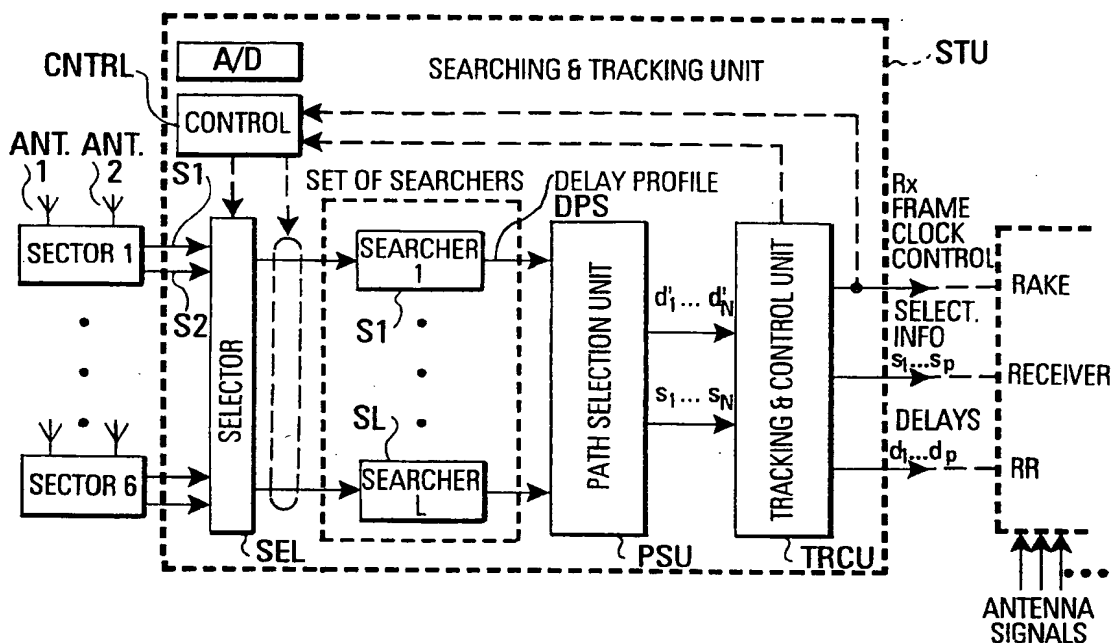 A/D
CNTRL
SEARCHING & TRACKING UNIT
STU
CONTROL
ANT. 1
ANT. 2
S1
SET OF SEARCHERS
DELAY PROFILE
DPS
Rx
FRAME
CLOCK
CONTROL
SECTOR 1
SEARCHER
1
S1
S2
SELECTOR
PATH SELECTION UNIT
TRACKING & CONTROL UNIT
d'1 ... d'N
s1 ... sN
RAKE
SELECT.
INFO
s1...sp
RECEIVER
DELAYS
d1...dp
RR
SL
SECTOR 6
SEARCHER
L
SEL
PSU
TRCU
ANTENNA
SIGNALS